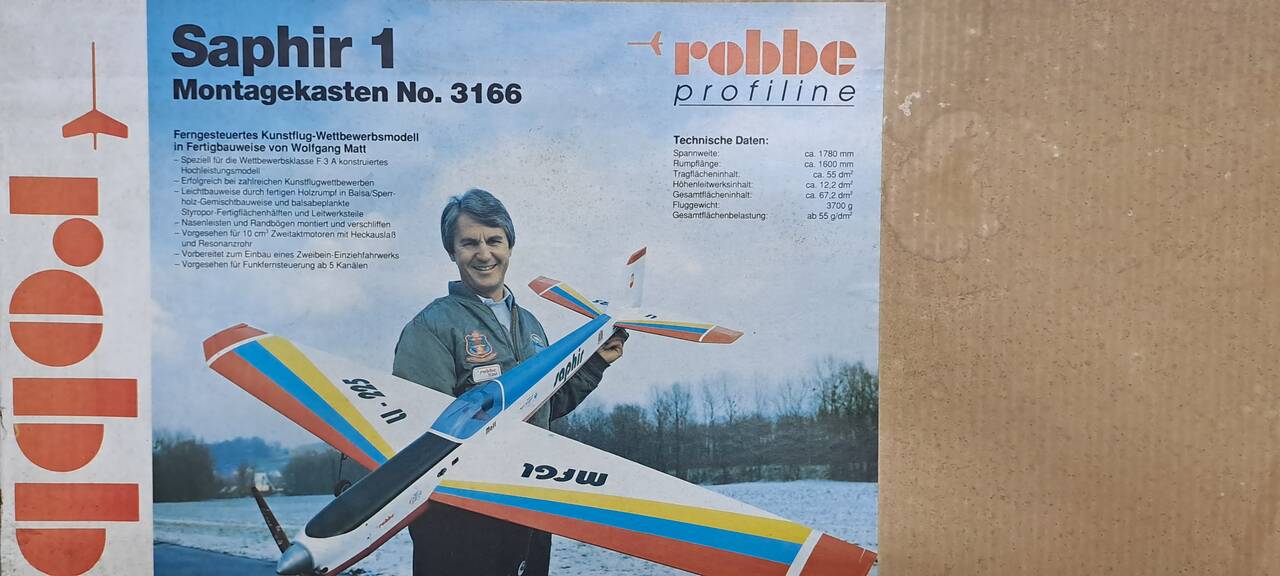 Saphir 1
Montagekasten No. 3166
robbe
profiline
Ferngesteuertes Kunstflug-Wettbewerbsmodell
in Fertigbauweise von Wolfgang Matt
– Speziell für die Wettbewerbsklasse F 3 A konstruiertes
Hochleistungsmodell
– Erfolgreich bei zahlreichen Kunstflugwettbewerben
– Leichtbauweise durch fertigen Holzrumpf in Balsa/Sperr-
holz-Gemischtbauweise und balsabeplankte
Styropor-Fertigflächenhälften und Leitwerksteile
– Nasenleisten und Randbögen montiert und verschliffen
– Vorgesehen für 10 cm³ Zweitaktmotoren mit Heckauslaß
und Resonanzrohr
– Vorbereitet zum Einbau eines Zweibein-Einziehfahrwerks
– Vorgesehen für Funkfernsteuerung ab 5 Kanälen
Technische Daten:
Spannweite: ca. 1780 mm
Rumpflänge: ca. 1600 mm
Tragflächeninhalt: ca. 55 dm²
Höhenleitwerksinhalt: ca. 12,2 dm²
Gesamtflächeninhalt: ca. 67,2 dm²
Fluggewicht: 3700 g
Gesamtflächenbelastung: ab 55 g/dm²
robb
robbe
saphir
LI - 225
Matt
MFGL
robbe